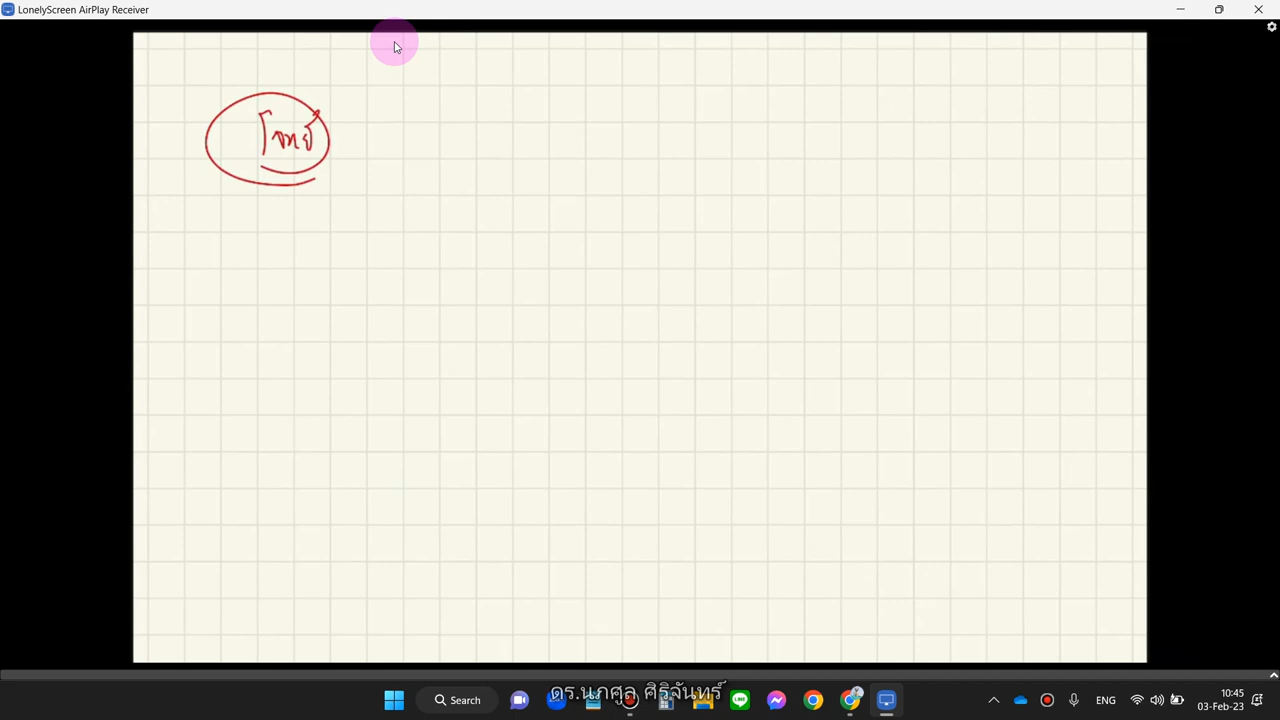 LonelyScreen AirPlay Receiver
โจทย์
Search
ดร.นภศูล ศิริจันทร์
ENG
10:45
03-Feb-23